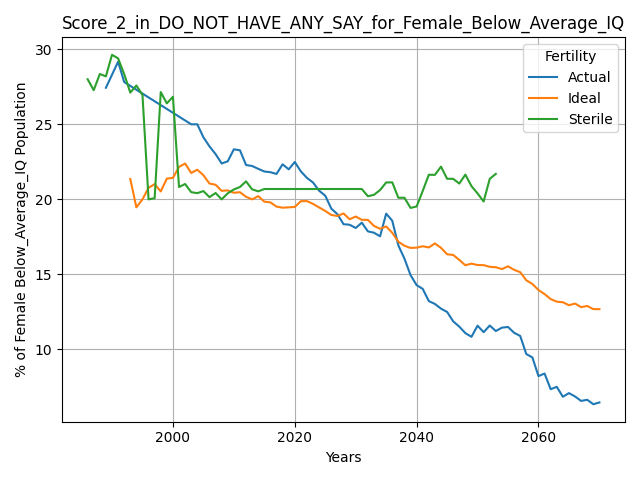 Score_2_in_DO_NOT_HAVE_ANY_SAY_for_Female_Below_Average_IQ
% of Female Below_Average_IQ Population
30
25
20
15
10
Fertility
Actual
Ideal
Sterile
2000
2020
2040
2060
Years